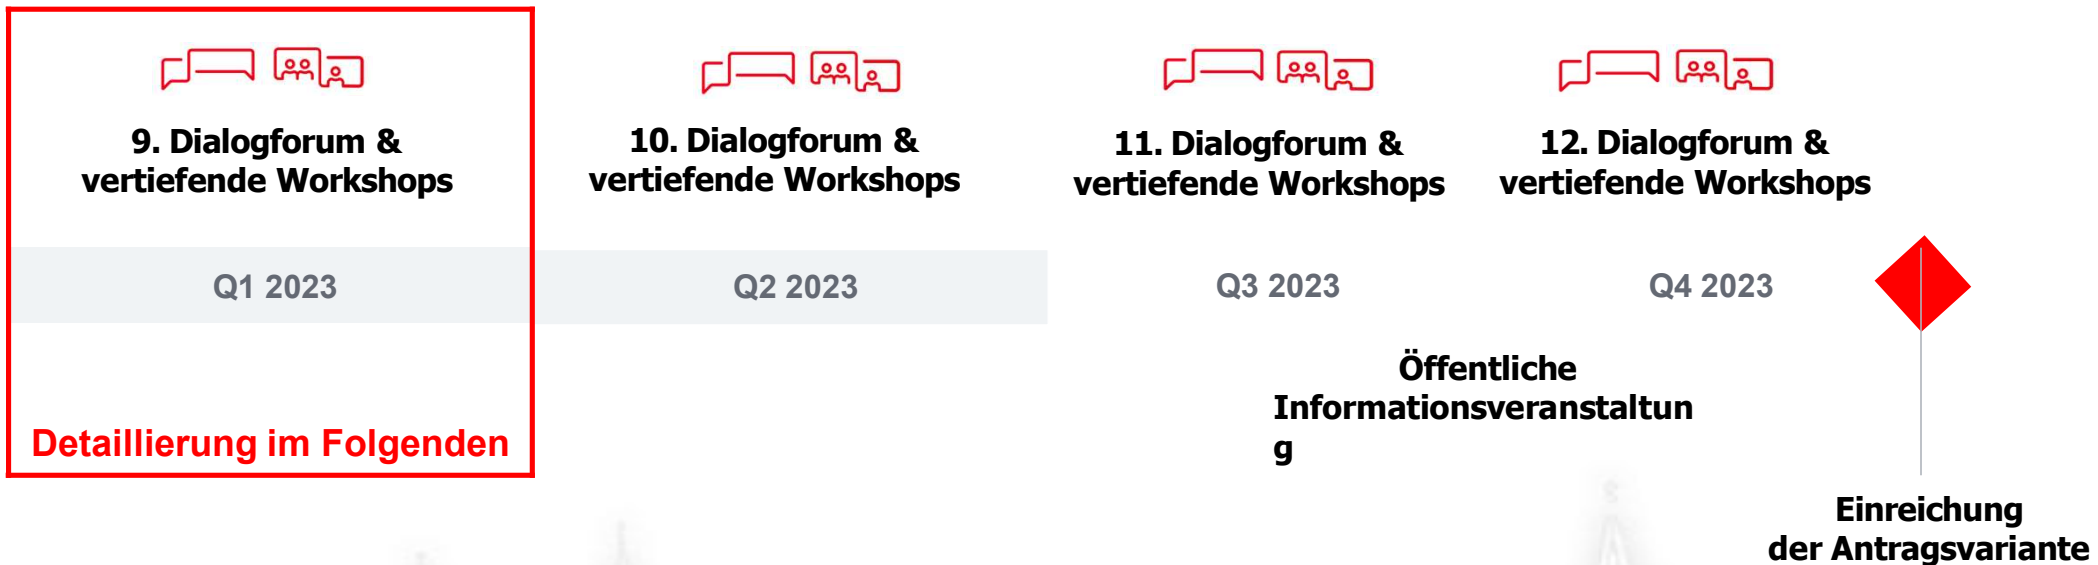 9. Dialogforum &
vertiefende Workshops
10. Dialogforum &
vertiefende Workshops
11. Dialogforum &
vertiefende Workshops
12. Dialogforum &
vertiefende Workshops
Q1 2023
Q2 2023
Q3 2023
Q4 2023
Öffentliche
Informationsveranstaltun
g
Detaillierung im Folgenden
Einreichung
der Antragsvariante